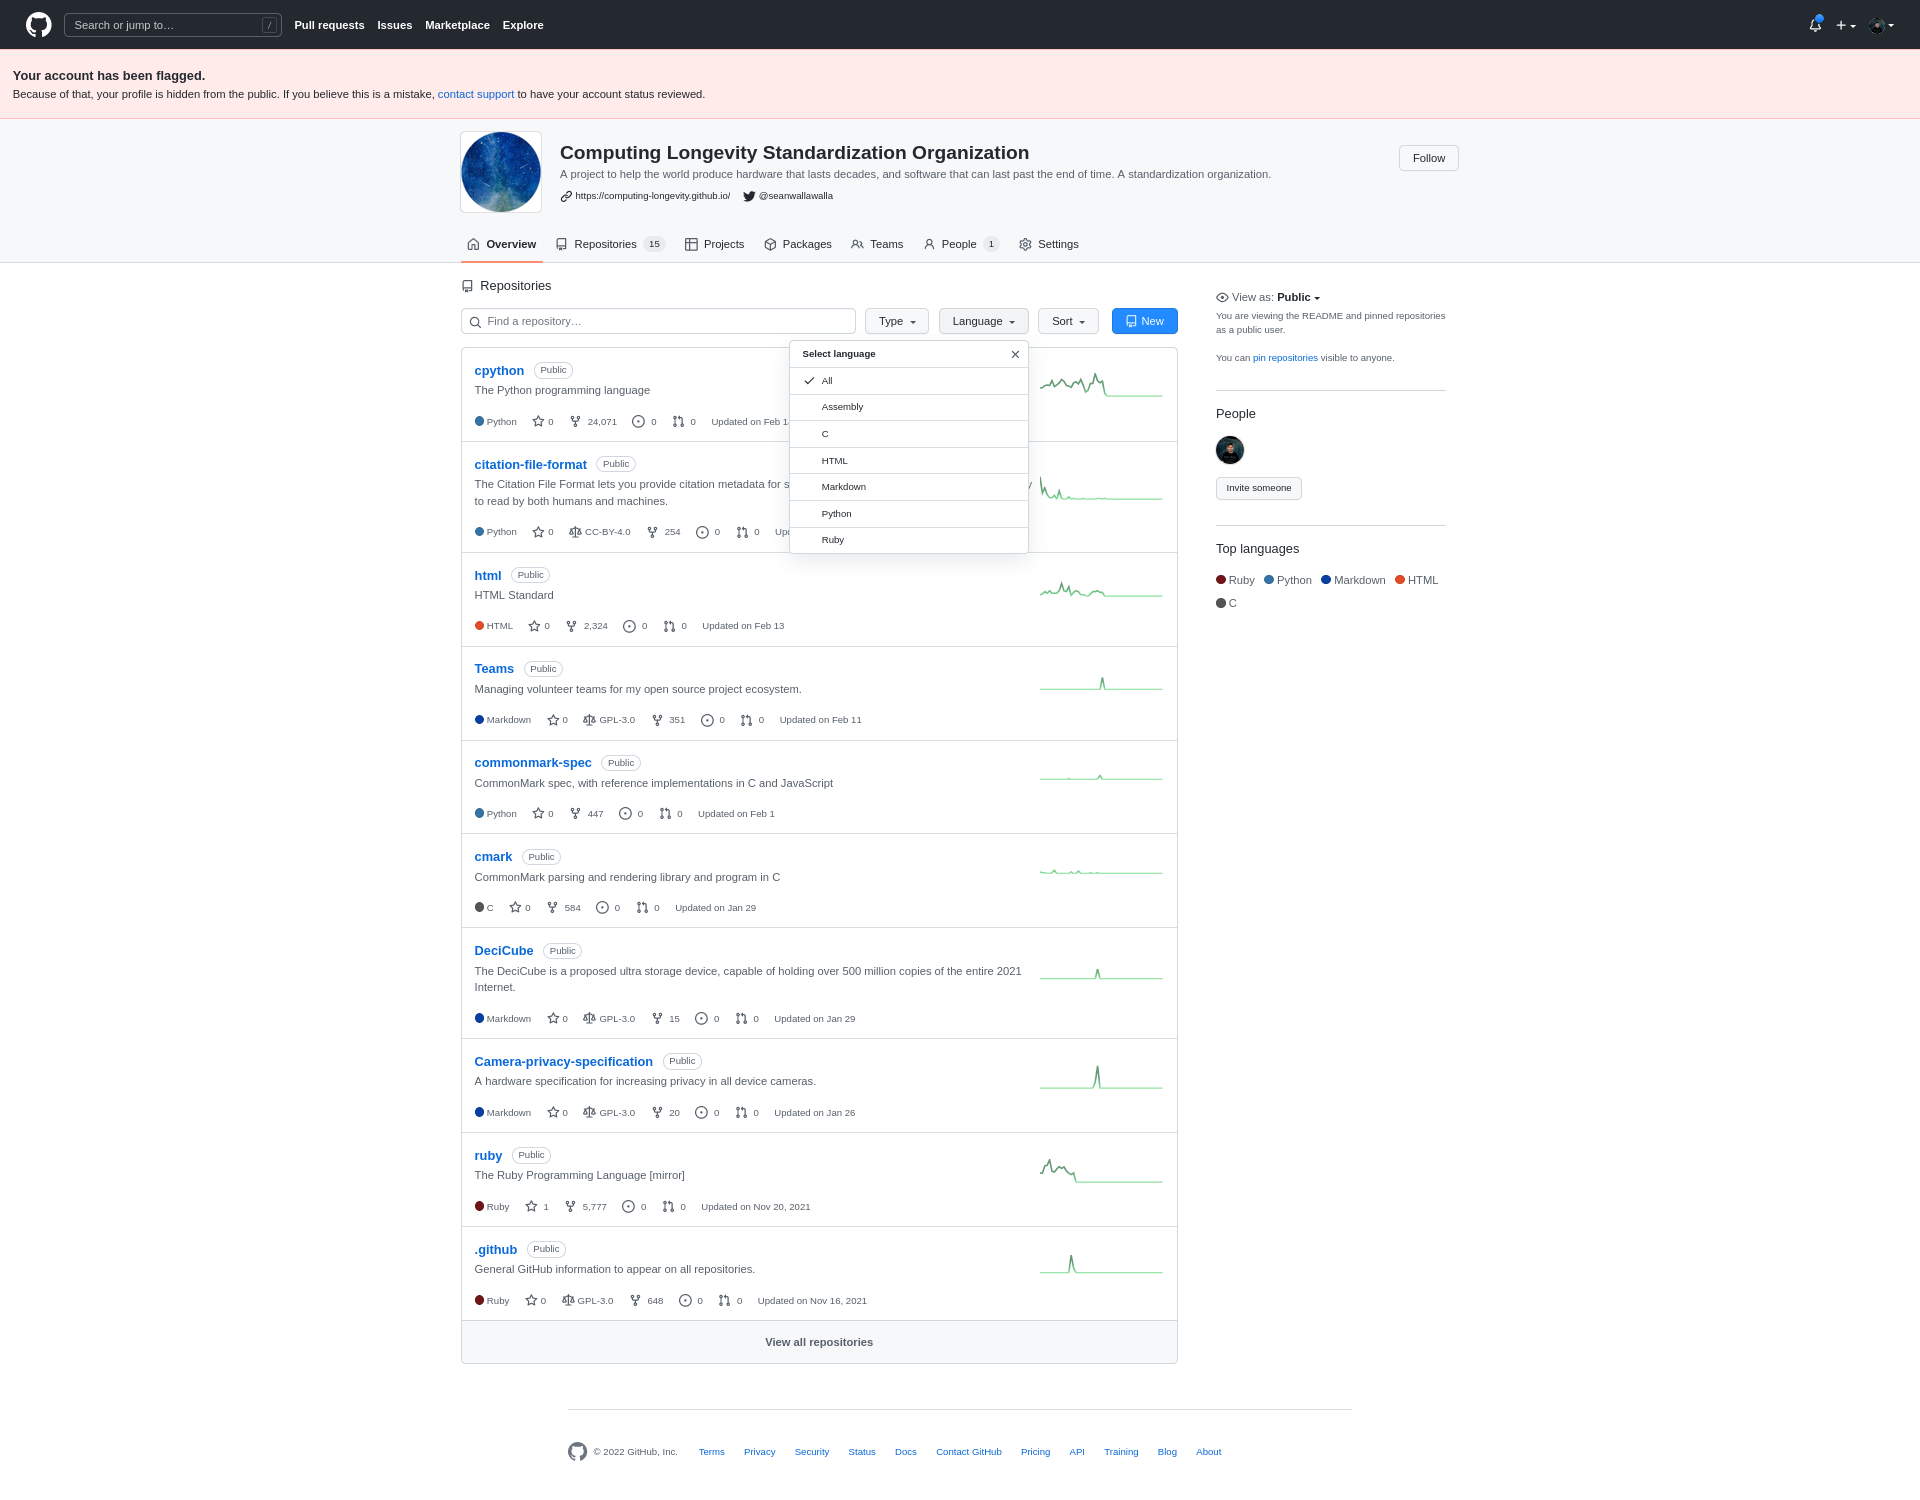 Search or jump to…
/
Pull requests
Issues
Marketplace
Explore
Your account has been flagged.
Because of that, your profile is hidden from the public. If you believe this is a mistake, contact support to have your account status reviewed.
Computing Longevity Standardization Organization
A project to help the world produce hardware that lasts decades, and software that can last past the end of time. A standardization organization.
https://computing-longevity.github.io/ @seanwallawalla
Follow
Overview
Repositories 15
Projects
Packages
Teams
People 1
Settings
Repositories
Find a repository…
Type
Language
Sort
New
Select language
All
Assembly
C
HTML
Markdown
Python
Ruby
cpython Public
The Python programming language
Python 0 24,071 0 0 Updated on Feb
citation-file-format Public
The Citation File Format lets you provide citation metadata for
to read by both humans and machines.
Python 0 CC-BY-4.0 254 0 0
html Public
HTML Standard
HTML 0 2,324 0 0 Updated on Feb 13
Teams Public
Managing volunteer teams for my open source project ecosystem.
Markdown 0 GPL-3.0 351 0 0 Updated on Feb 11
commonmark-spec Public
CommonMark spec, with reference implementations in C and JavaScript
Python 0 447 0 0 Updated on Feb 1
cmark Public
CommonMark parsing and rendering library and program in C
C 0 584 0 0 Updated on Jan 29
DeciCube Public
The DeciCube is a proposed ultra storage device, capable of holding over 500 million copies of the entire 2021
Internet.
Markdown 0 GPL-3.0 15 0 0 Updated on Jan 29
Camera-privacy-specification Public
A hardware specification for increasing privacy in all device cameras.
Markdown 0 GPL-3.0 20 0 0 Updated on Jan 26
ruby Public
The Ruby Programming Language [mirror]
Ruby 1 5,777 0 0 Updated on Nov 20, 2021
.github Public
General GitHub information to appear on all repositories.
Ruby 0 GPL-3.0 648 0 0 Updated on Nov 16, 2021
View all repositories
View as: Public
You are viewing the README and pinned repositories
as a public user.
You can pin repositories visible to anyone.
People
Invite someone
Top languages
Ruby Python Markdown HTML
C
© 2022 GitHub, Inc.
Terms
Privacy
Security
Status
Docs
Contact GitHub
Pricing
API
Training
Blog
About